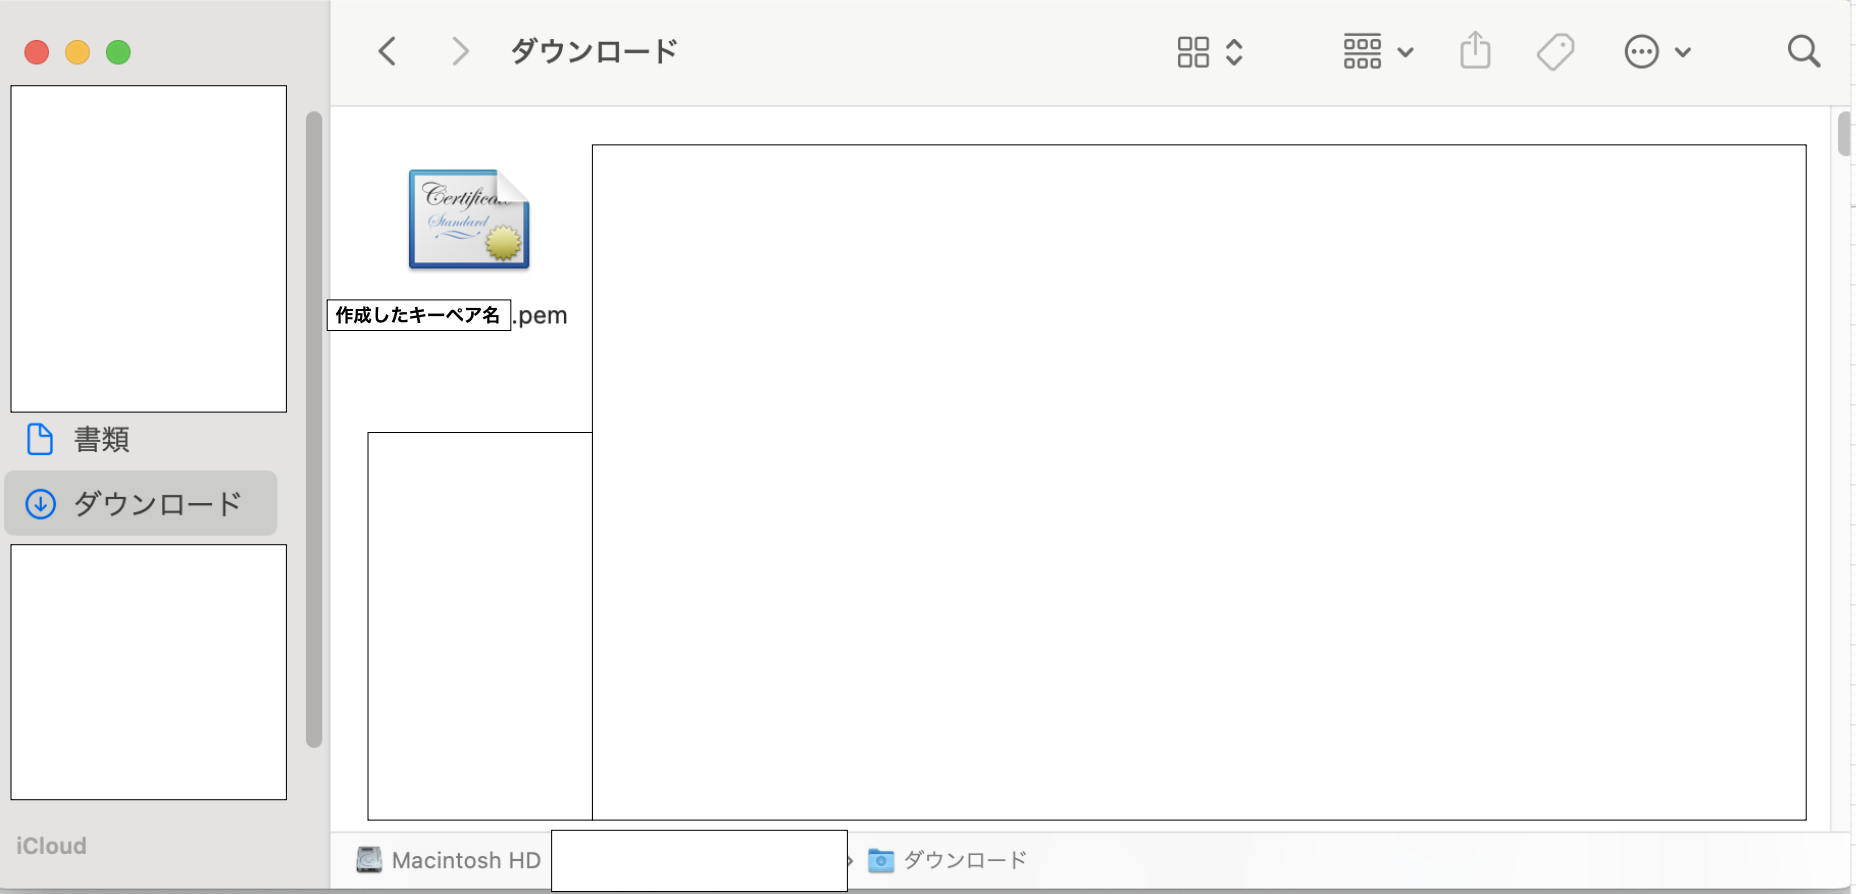 ダウンロード
Certifica
Standard
作成したキーペア名.pem
書類
ダウンロード
iCloud
Macintosh HD
ダウンロード